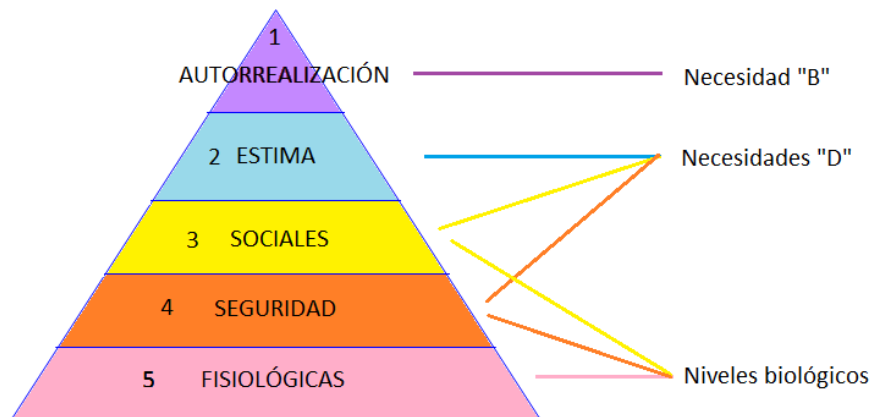 1
AUTORREALIZACIÓN
Necesidad "B"
2 ESTIMA
Necesidades "D"
3 SOCIALES
4 SEGURIDAD
5 FISIOLÓGICAS
Niveles biológicos